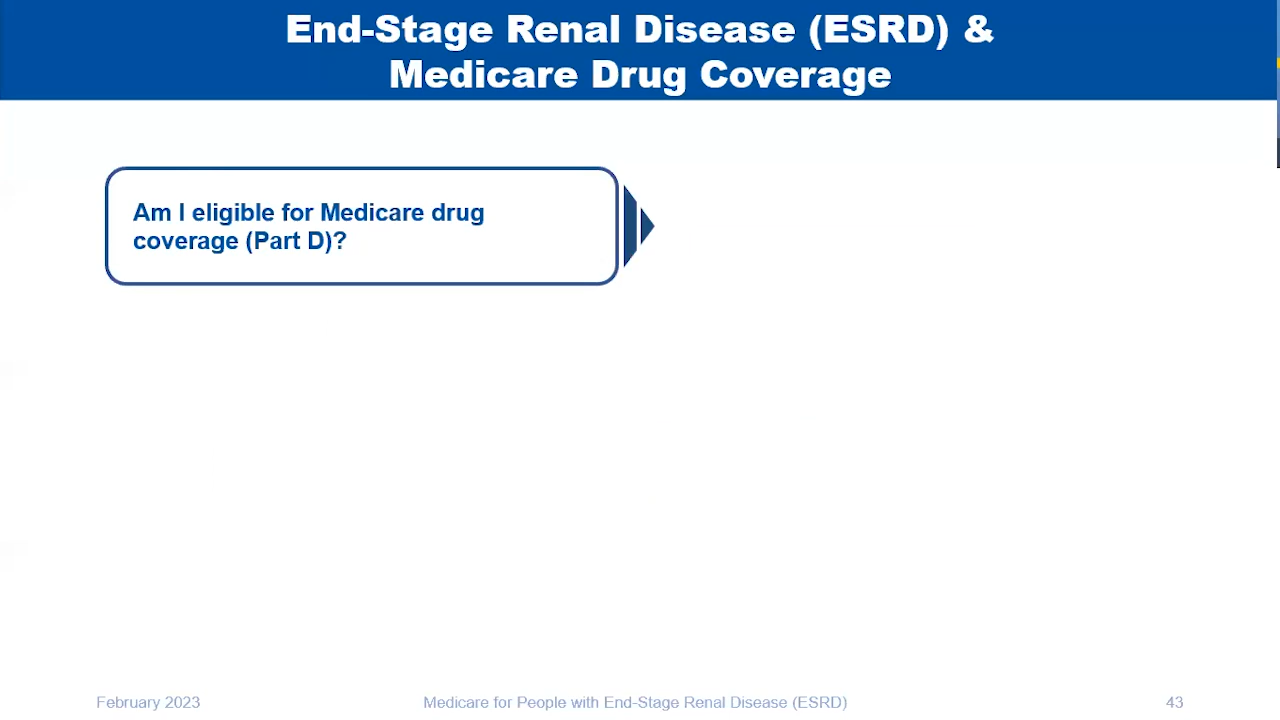 End-Stage Renal Disease (ESRD) &
Medicare Drug Coverage
Am I eligible for Medicare drug
coverage (Part D)?
February 2023
Medicare for People with End-Stage Renal Disease (ESRD)
43